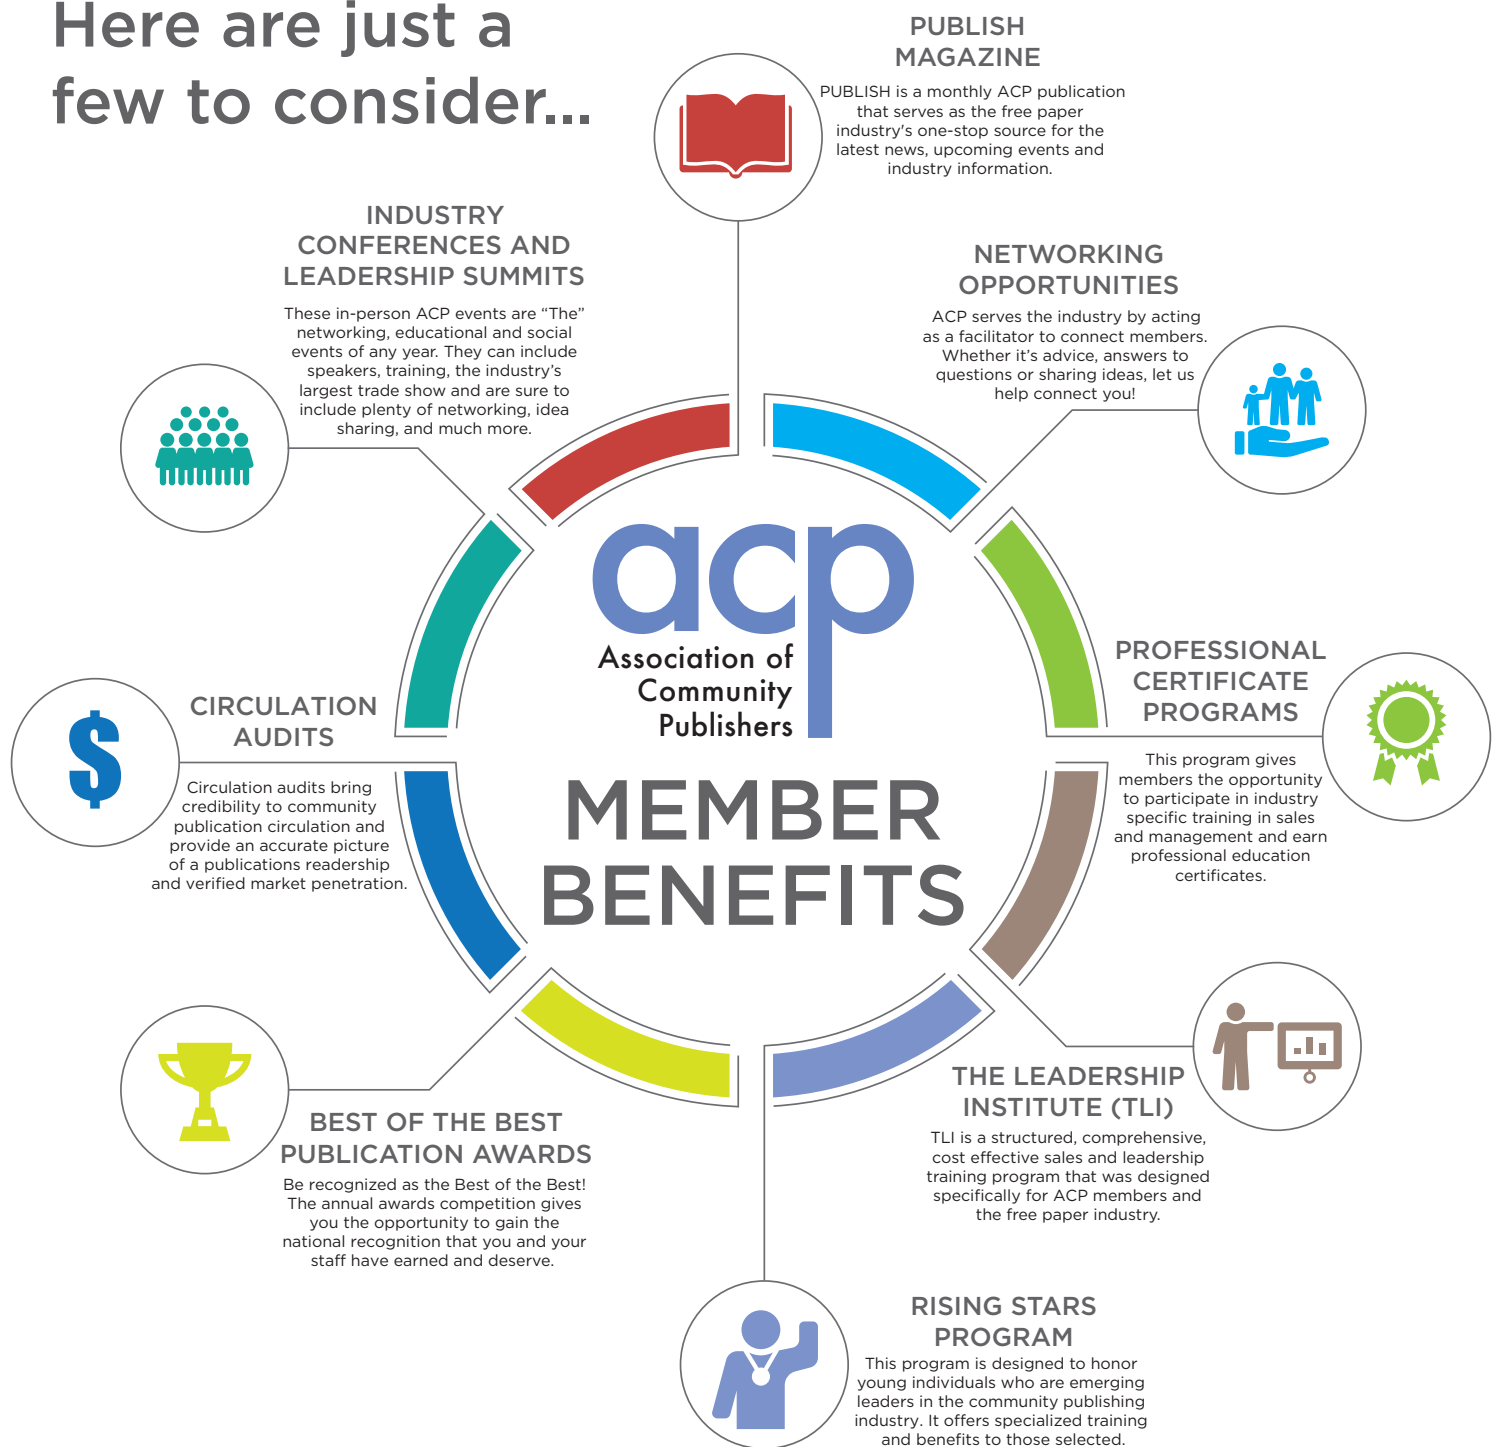 Here are just a
few to consider...
PUBLISH
MAGAZINE
PUBLISH is a monthly ACP publication
that serves as the free paper
industry's one-stop source for the
latest news, upcoming events and
industry information.
INDUSTRY
CONFERENCES AND
LEADERSHIP SUMMITS
These in-person ACP events are “The”
networking, educational and social
events of any year. They can include
speakers, training, the industry’s
largest trade show and are sure to
include plenty of networking, idea
sharing, and much more.
NETWORKING
OPPORTUNITIES
ACP serves the industry by acting
as a facilitator to connect members.
Whether it’s advice, answers to
questions or sharing ideas, let us
help connect you!
acp
Association of
Community
Publishers
MEMBER
BENEFITS
PROFESSIONAL
CERTIFICATE
PROGRAMS
This program gives
members the opportunity
to participate in industry
specific training in sales
and management and earn
professional education
certificates.
$
CIRCULATION
AUDITS
Circulation audits bring
credibility to community
publication circulation and
provide an accurate picture
of a publications readership
and verified market penetration.
THE LEADERSHIP
INSTITUTE (TLI)
TLI is a structured, comprehensive,
cost effective sales and leadership
training program that was designed
specifically for ACP members and
the free paper industry.
BEST OF THE BEST
PUBLICATION AWARDS
Be recognized as the Best of the Best!
The annual awards competition gives
you the opportunity to gain the
national recognition that you and your
staff have earned and deserve.
RISING STARS
PROGRAM
This program is designed to honor
young individuals who are emerging
leaders in the community publishing
industry. It offers specialized training
and benefits to those selected.